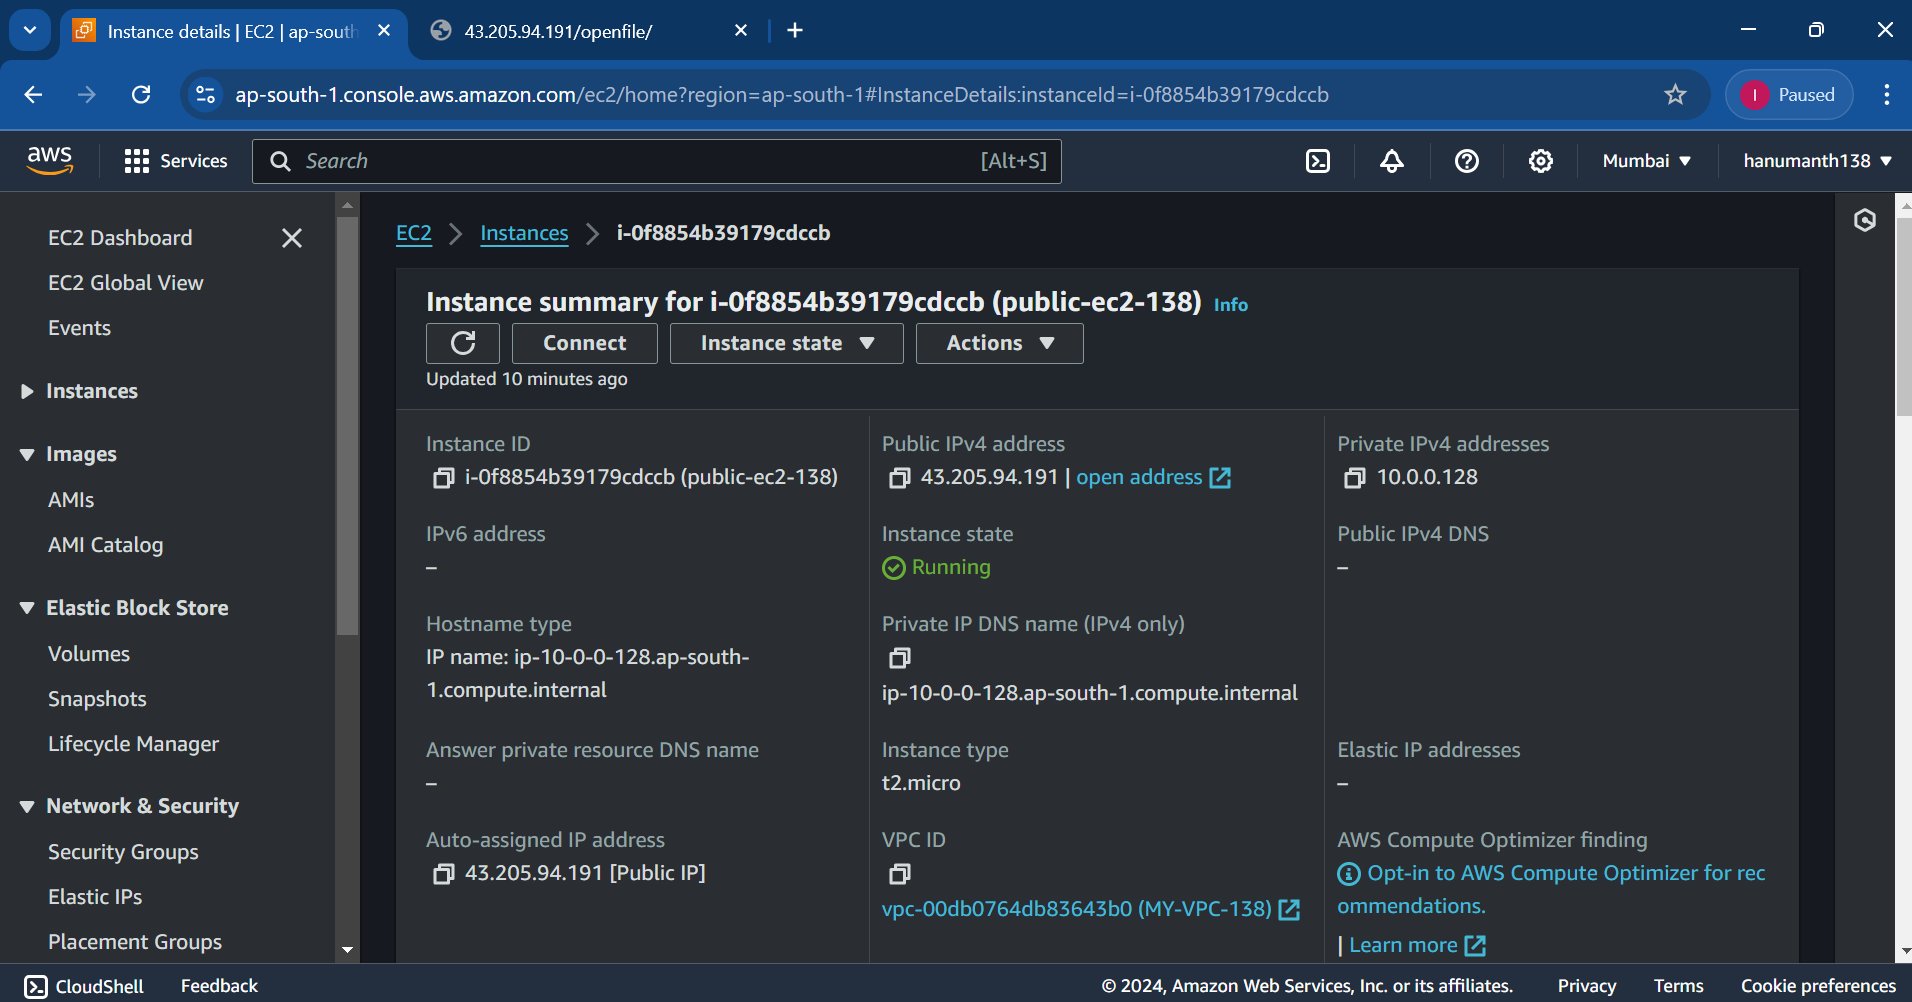 Instance details | EC2 | ap-south
43.205.94.191/openfile/
ap-south-1.console.aws.amazon.com/ec2/home?region=ap-south-1#InstanceDetails:instanceId=i-0f8854b39179cdccb
I Paused
aws Services Search [Alt+S] Mumbai hanumanth138
EC2 Dashboard
EC2 Global View
Events
Instances
Images
AMIs
AMI Catalog
Elastic Block Store
Volumes
Snapshots
Lifecycle Manager
Network & Security
Security Groups
Elastic IPs
Placement Groups
EC2 Instances i-0f8854b39179cdccb
Instance summary for i-0f8854b39179cdccb (public-ec2-138) Info
Connect Instance state Actions
Updated 10 minutes ago
Instance ID
i-0f8854b39179cdccb (public-ec2-138)
Public IPv4 address
43.205.94.191 | open address
Private IPv4 addresses
10.0.0.128
IPv6 address
–
Instance state
Running
Public IPv4 DNS
–
Hostname type
IP name: ip-10-0-0-128.ap-south-
1.compute.internal
Private IP DNS name (IPv4 only)
ip-10-0-0-128.ap-south-1.compute.internal
Answer private resource DNS name
–
Instance type
t2.micro
Elastic IP addresses
–
Auto-assigned IP address
43.205.94.191 [Public IP]
VPC ID
vpc-00db0764db83643b0 (MY-VPC-138)
AWS Compute Optimizer finding
Opt-in to AWS Compute Optimizer for rec
ommendations.
| Learn more
CloudShell Feedback © 2024, Amazon Web Services, Inc. or its affiliates. Privacy Terms Cookie preferences